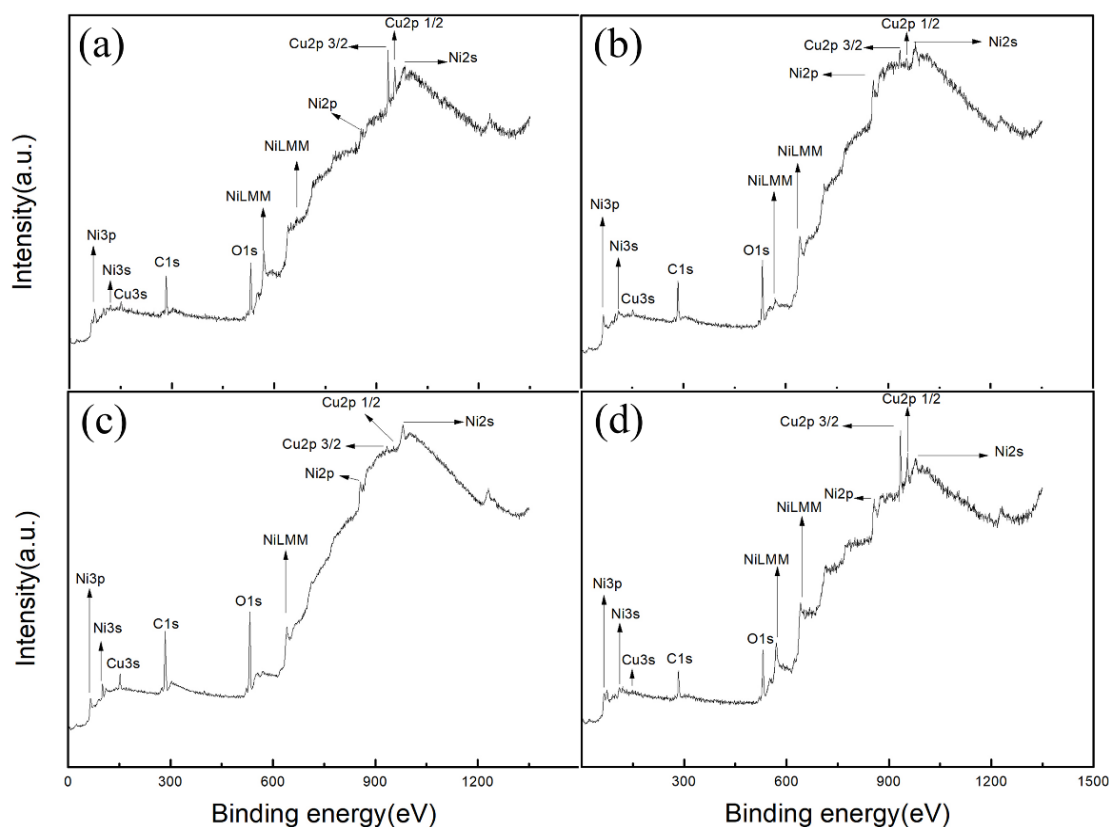 (a)
Cu2p 1/2
Cu2p 3/2
Ni2s
Ni2p
NiLMM
NiLMM
Ni3p
Ni3s
Cu3s
C1s
O1s
Intensity(a.u.)
(b)
Cu2p 1/2
Cu2p 3/2
Ni2s
Ni2p
NiLMM
NiLMM
Ni3p
Ni3s
Cu3s
C1s
O1s
(c)
Cu2p 1/2
Cu2p 3/2
Ni2s
Ni2p
NiLMM
Ni3p
Ni3s
Cu3s
C1s
O1s
Intensity(a.u.)
0 300 600 900 1200
Binding energy(eV)
(d)
Cu2p 1/2
Cu2p 3/2
Ni2s
Ni2p
NiLMM
NiLMM
Ni3p
Ni3s
Cu3s
C1s
O1s
300 600 900 1200 1500
Binding energy(eV)